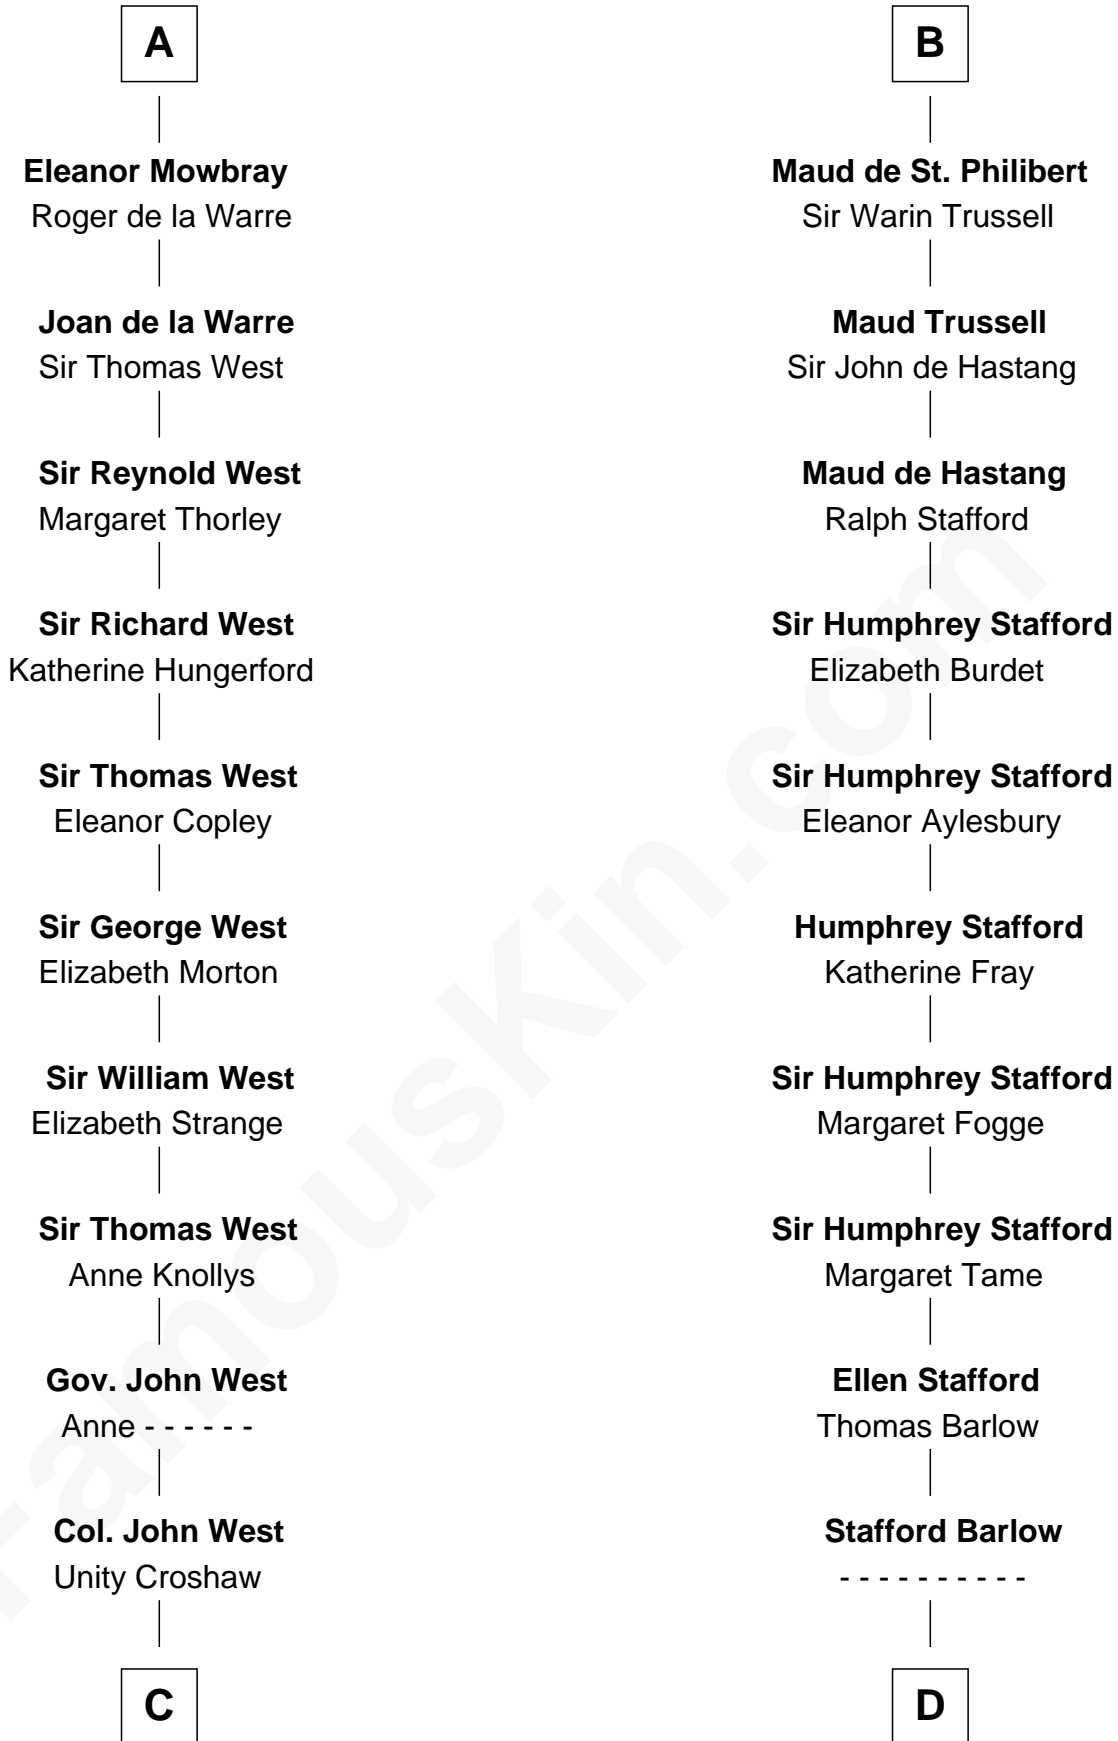 A
Eleanor Mowbray
Roger de la Warre
Joan de la Warre
Sir Thomas West
Sir Reynold West
Margaret Thorley
Sir Richard West
Katherine Hungerford
Sir Thomas West
Eleanor Copley
Sir George West
Elizabeth Morton
Sir William West
Elizabeth Strange
Sir Thomas West
Anne Knollys
Gov. John West
Anne - - - - - -
Col. John West
Unity Croshaw
C
B
Maud de St. Philibert
Sir Warin Trussell
Maud Trussell
Sir John de Hastang
Maud de Hastang
Ralph Stafford
Sir Humphrey Stafford
Elizabeth Burdet
Sir Humphrey Stafford
Eleanor Aylesbury
Humphrey Stafford
Katherine Fray
Sir Humphrey Stafford
Margaret Fogge
Sir Humphrey Stafford
Margaret Tame
Ellen Stafford
Thomas Barlow
Stafford Barlow
- - - - - - - - - -
D
FamousKin.com